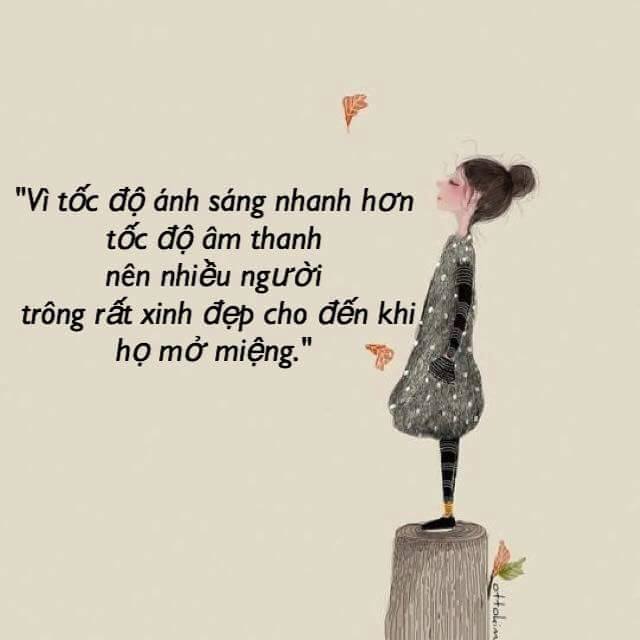 "Vì tốc độ ánh sáng nhanh hơn
tốc độ âm thanh
nên nhiều người
trông rất xinh đẹp cho đến khi
họ mở miệng."
ottokim